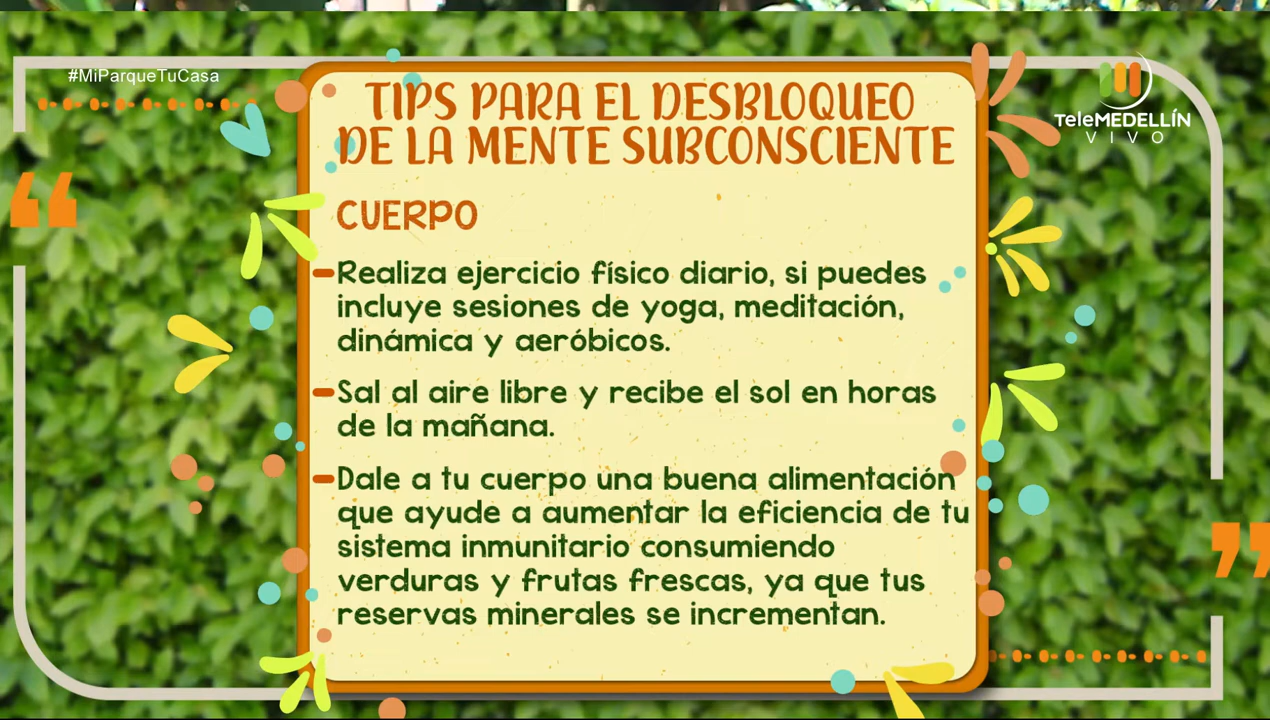 #MiParqueTuCasa
TeleMEDELLÍN
VIVO
TIPS PARA EL DESBLOQUEO
DE LA MENTE SUBCONSCIENTE
CUERPO
-Realiza ejercicio físico diario, si puedes
incluye sesiones de yoga, meditación,
dinámica y aeróbicos.
-Sal al aire libre y recibe el sol en horas
de la mañana.
-Dale a tu cuerpo una buena alimentación
que ayude a aumentar la eficiencia de tu
sistema inmunitario consumiendo
verduras y frutas frescas, ya que tus
reservas minerales se incrementan.